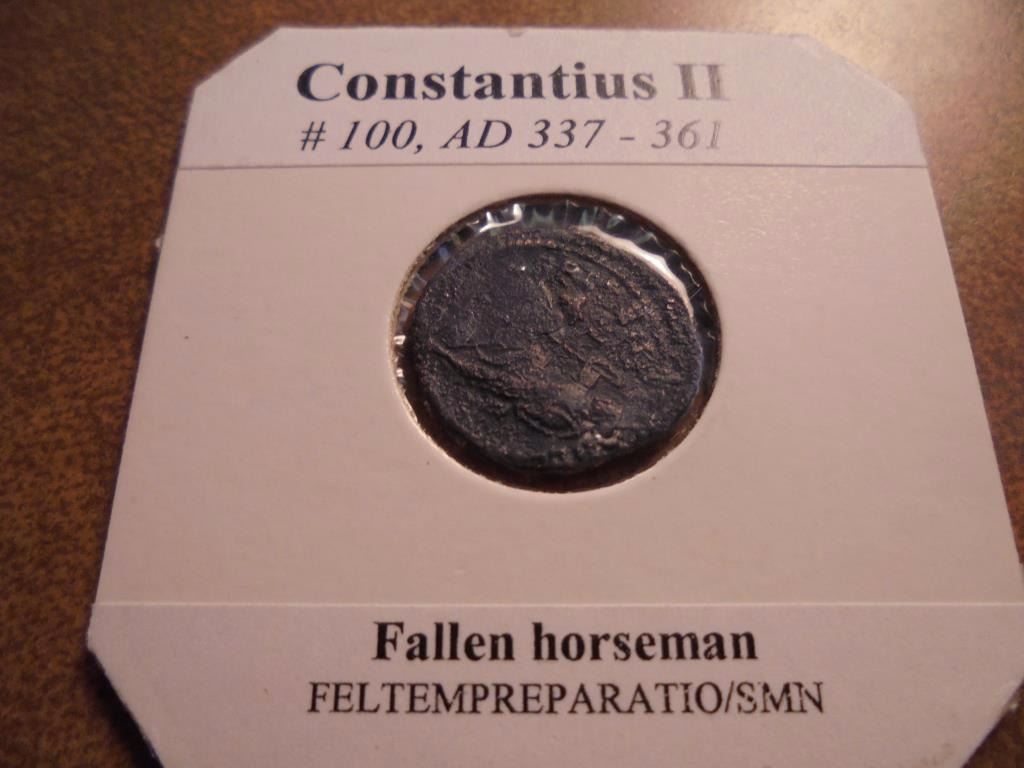 Constantius II
# 100, AD 337 - 361
Fallen horseman
FELTEMPREPARATIO/SMN